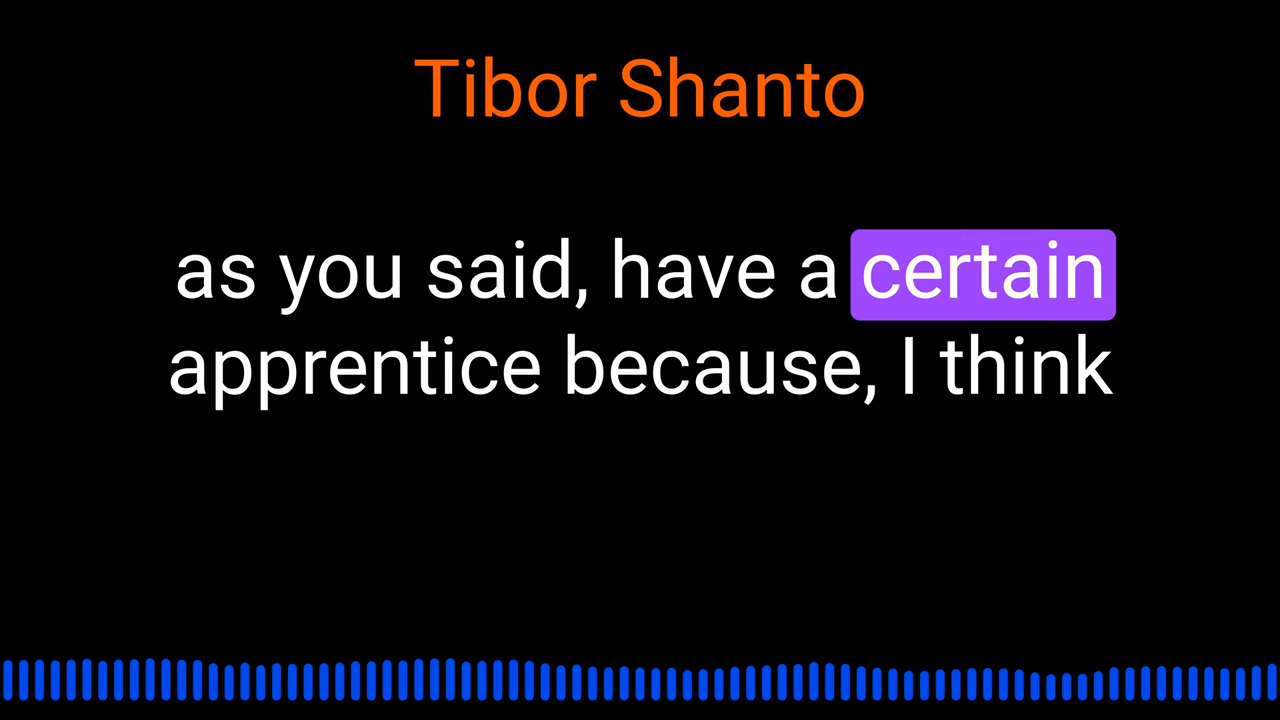 Tibor Shanto
as you said, have a certain
apprentice because, I think